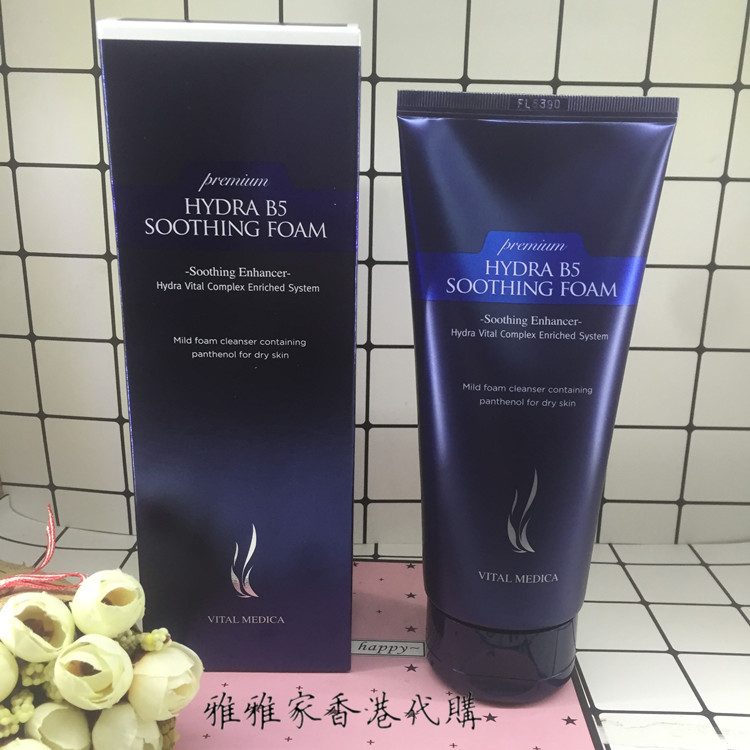 premium
HYDRA B5
SOOTHING FOAM
-Soothing Enhancer-
Hydra Vital Complex Enriched System
Mild foam cleanser containing
panthenol for dry skin
VITAL MEDICA
FL5390
premium
HYDRA B5
SOOTHING FOAM
-Soothing Enhancer-
Hydra Vital Complex Enriched System
Mild foam cleanser containing
panthenol for dry skin
VITAL MEDICA
happy~
雅雅家香港代購